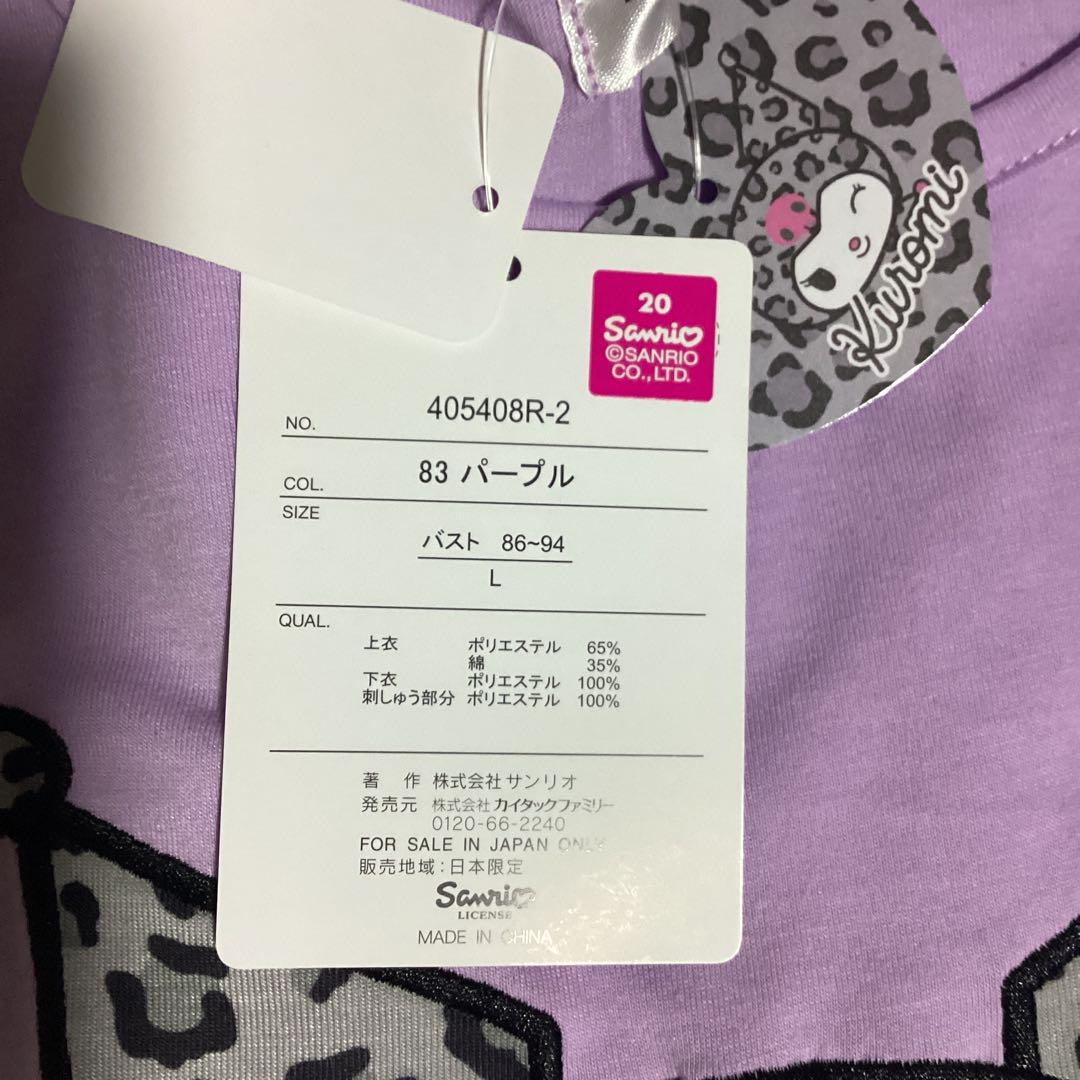 Kuromi
20
Sanrio
©SANRIO
CO.,LTD.
NO. 405408R-2
COL. 83 パープル
SIZE
バスト 86~94
L
QUAL.
上衣 ポリエステル 65%
綿 35%
下衣 ポリエステル 100%
刺しゅう部分 ポリエステル 100%
著 作 株式会社サンリオ
発売元 株式会社カイタックファミリー
0120-66-2240
FOR SALE IN JAPAN ONLY
販売地域:日本限定
Sanrio
LICENSE
MADE IN CHINA